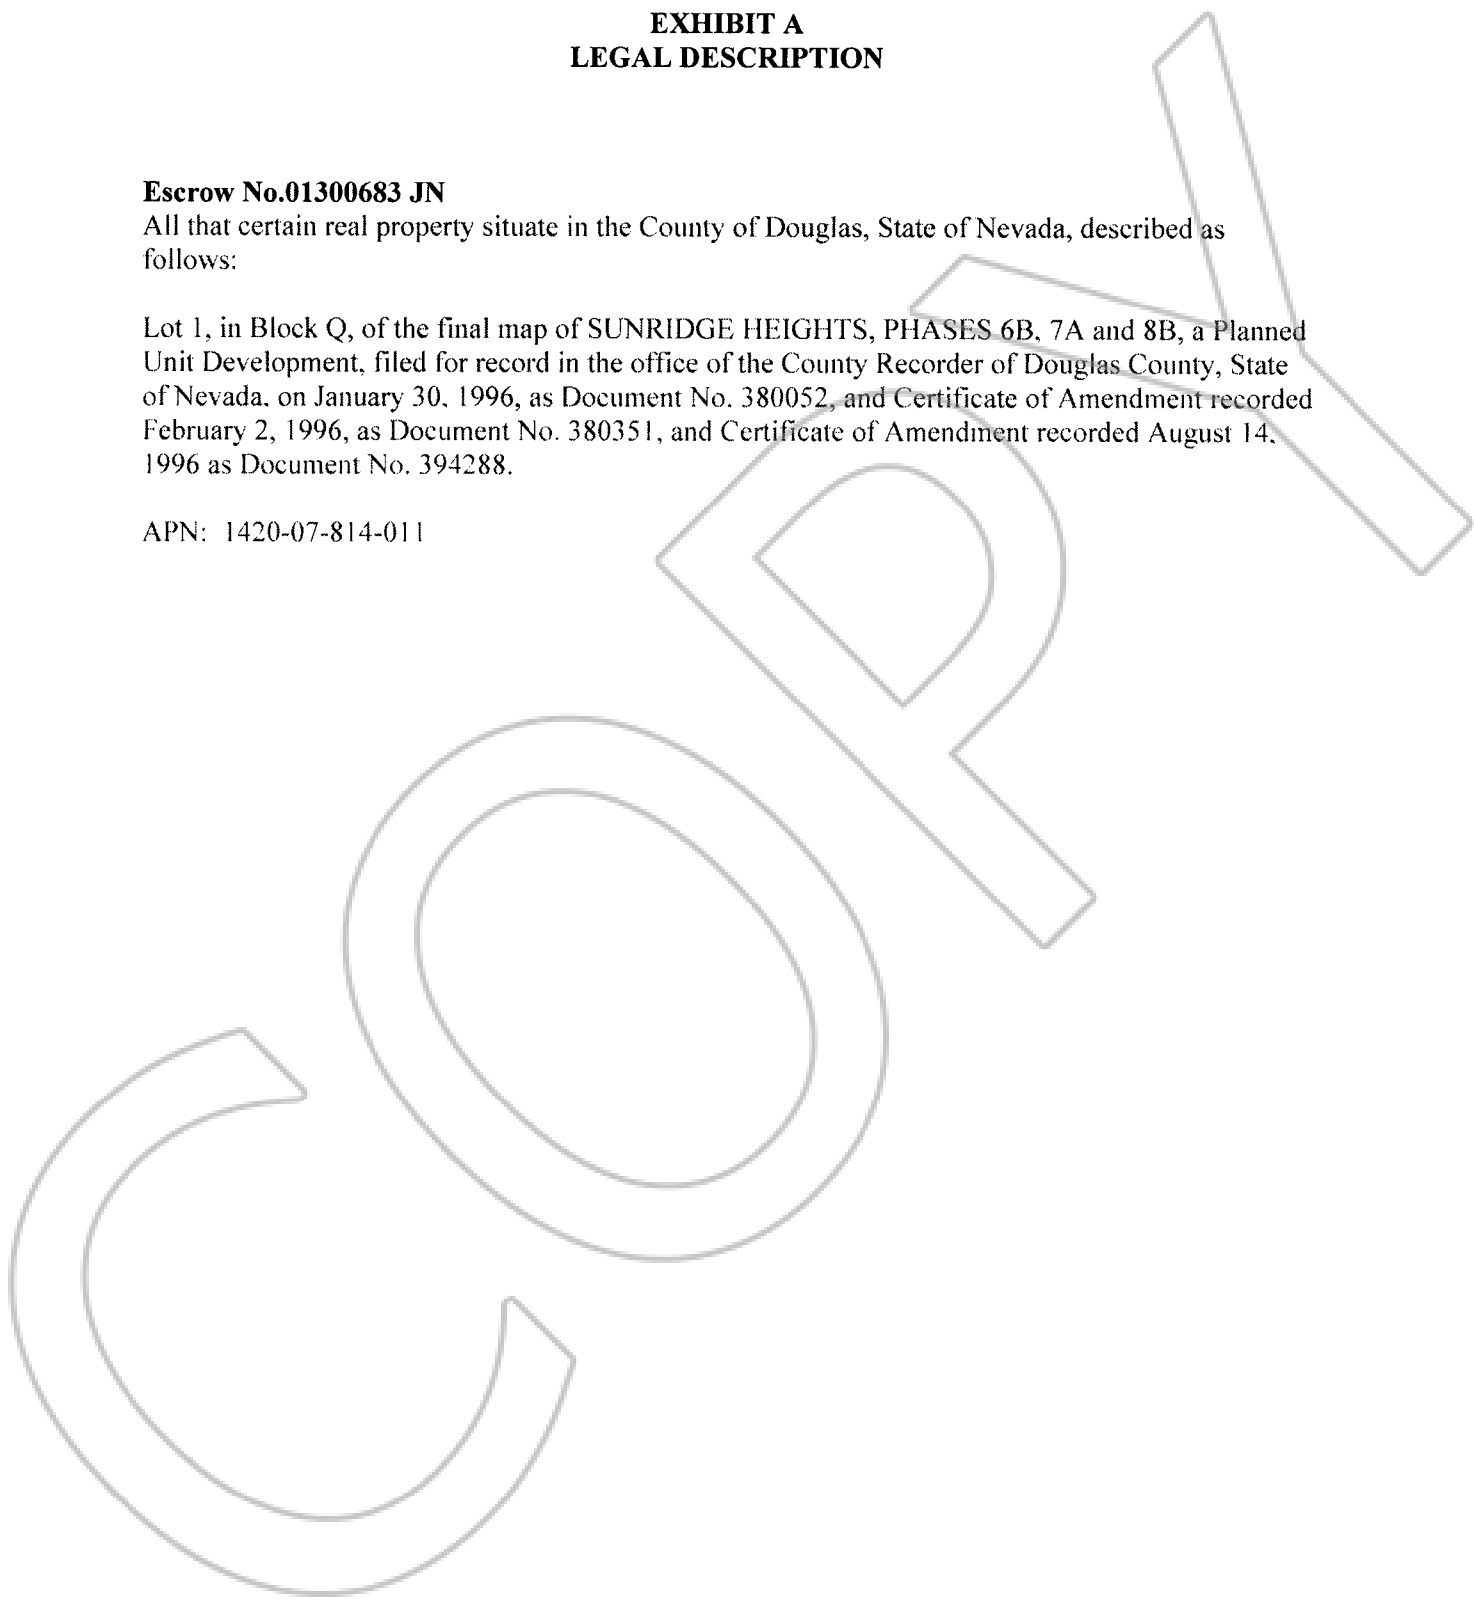 EXHIBIT A
LEGAL DESCRIPTION
Escrow No.01300683 JN
All that certain real property situate in the County of Douglas, State of Nevada, described as
follows:
Lot 1, in Block Q, of the final map of SUNRIDGE HEIGHTS, PHASES 6B, 7A and 8B, a Planned
Unit Development, filed for record in the office of the County Recorder of Douglas County, State
of Nevada, on January 30, 1996, as Document No. 380052, and Certificate of Amendment recorded
February 2, 1996, as Document No. 380351, and Certificate of Amendment recorded August 14,
1996 as Document No. 394288.
APN: 1420-07-814-011
COPY